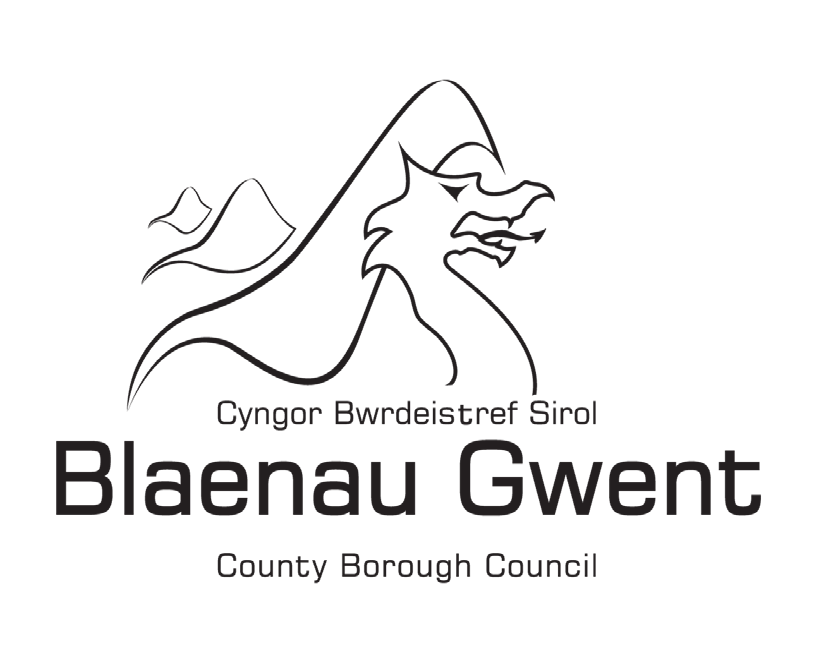 Cyngor Bwrdeistref Sirol
Blaenau Gwent
County Borough Council